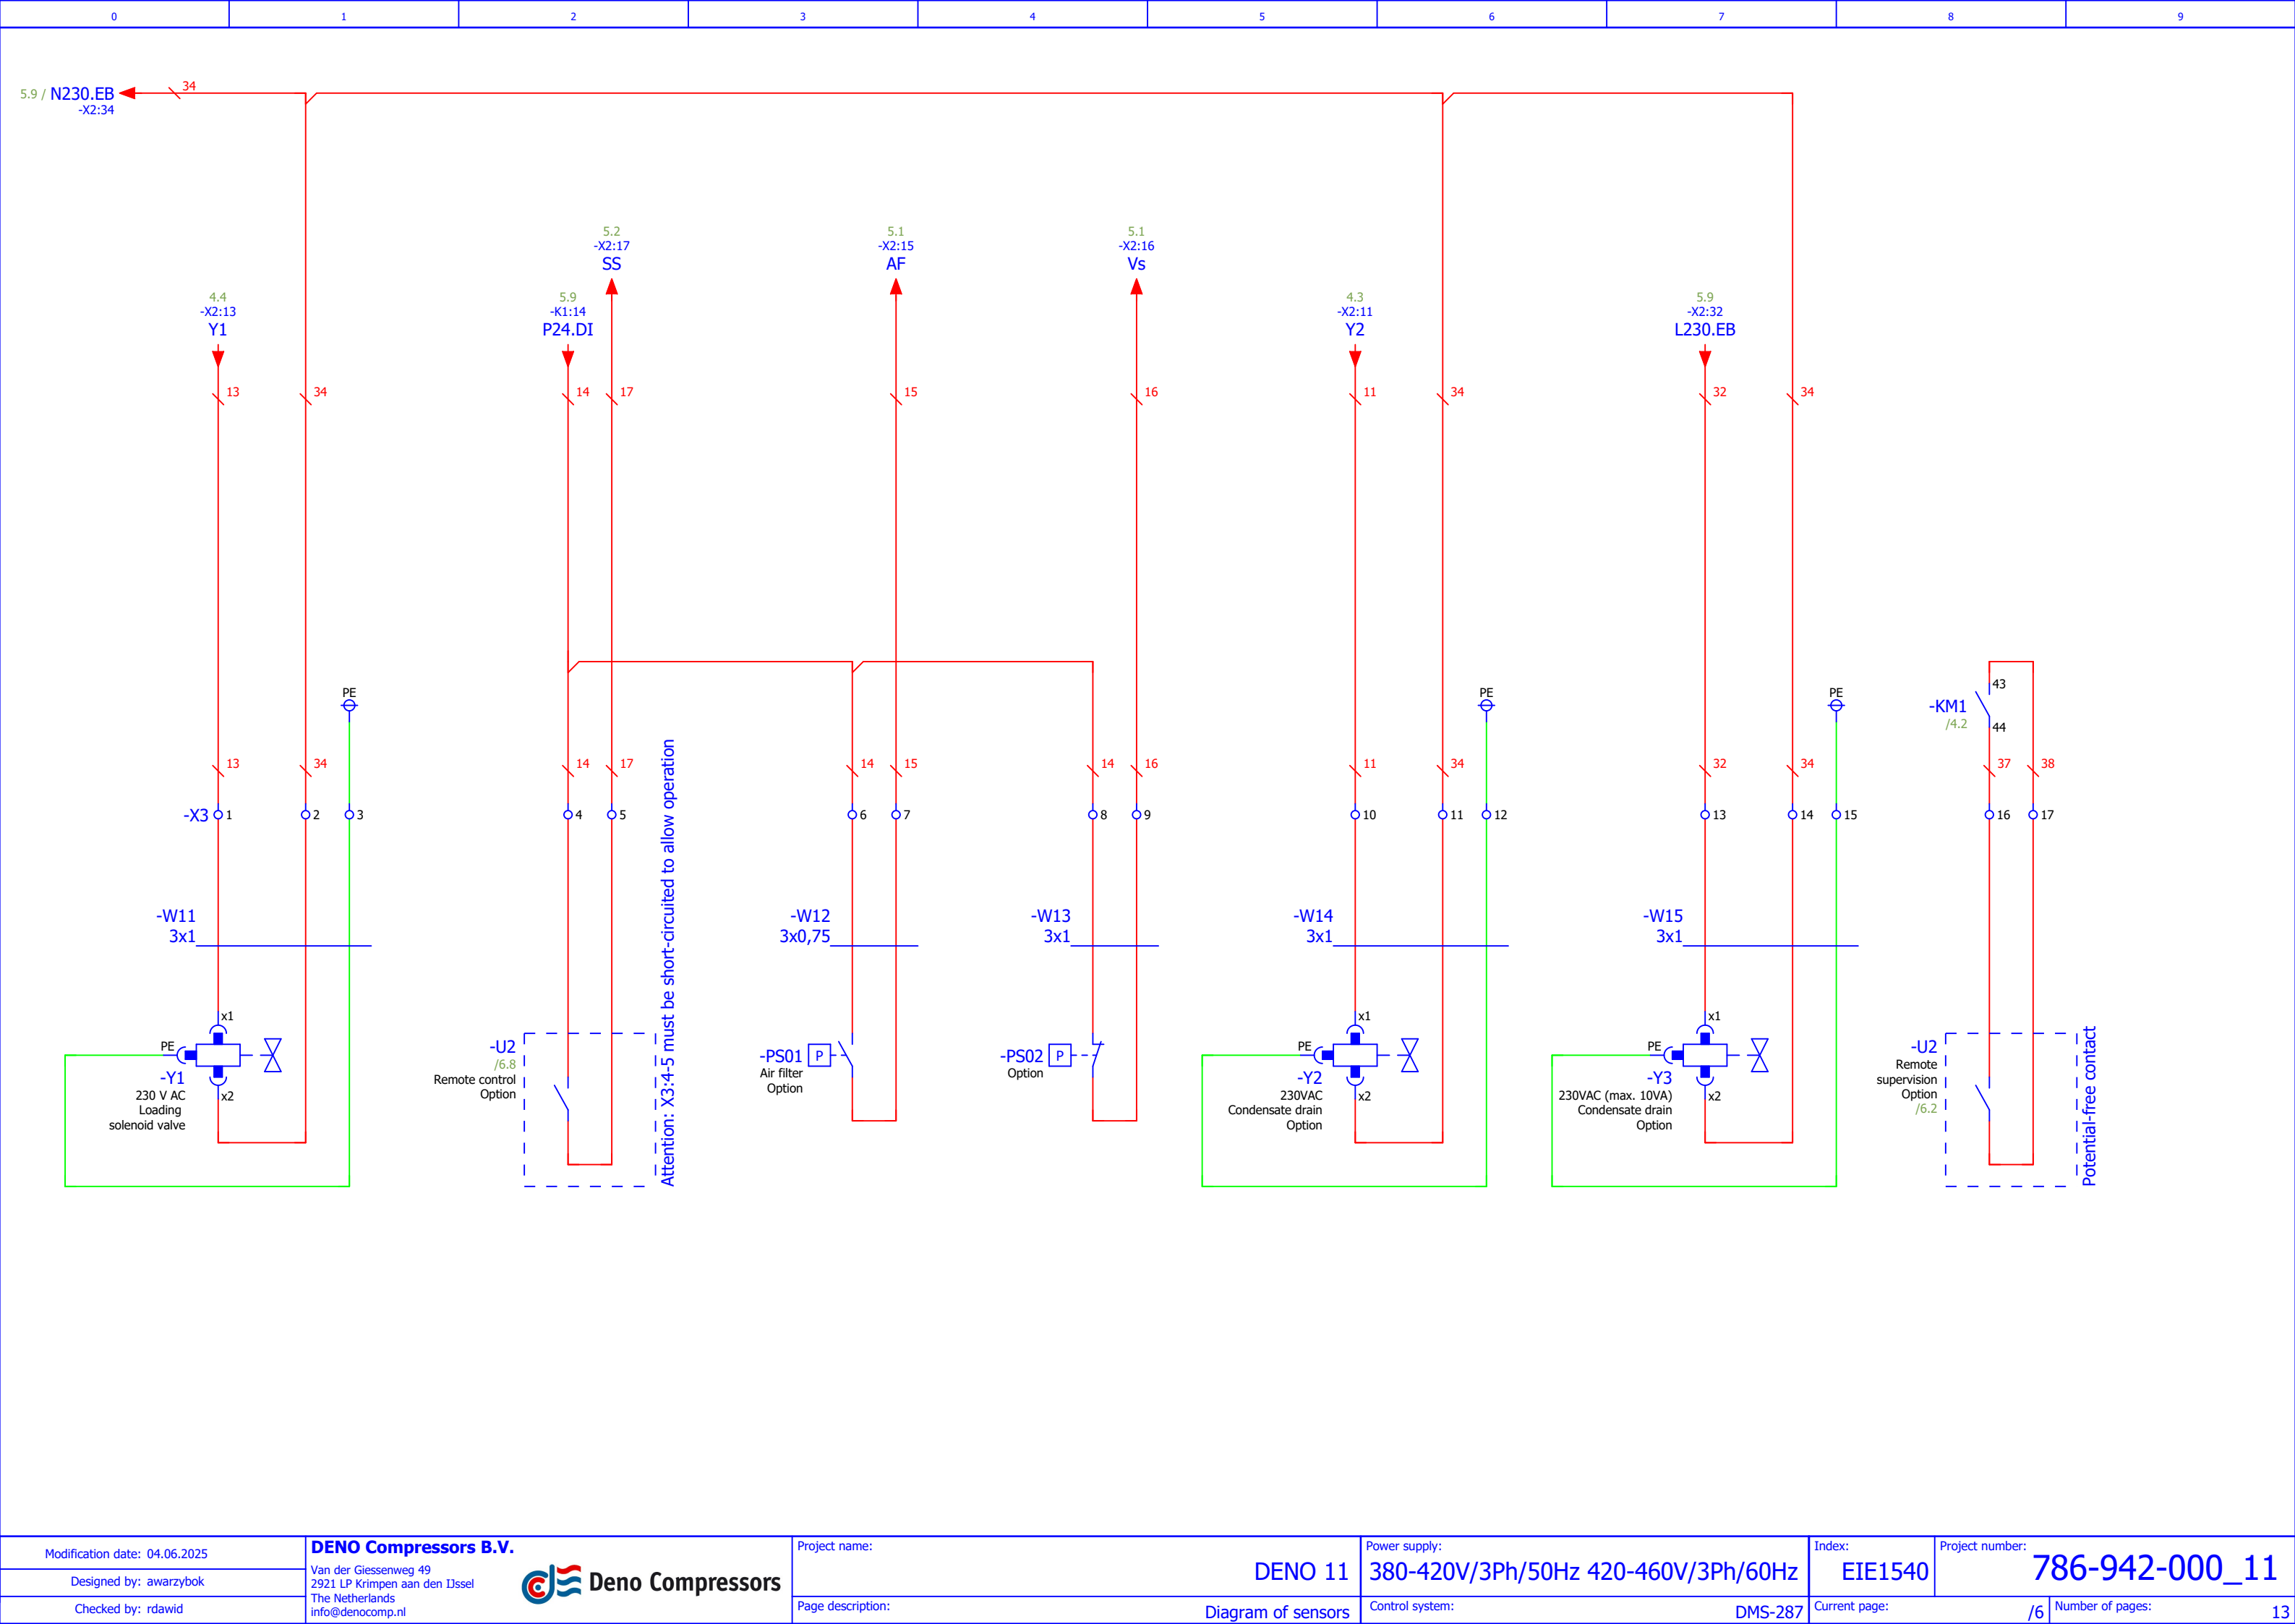 0 1 2 3 4 5 6 7 8 9
5.9 / N230.EB
-X2:34
34
5.2
-X2:17
SS
5.1
-X2:15
AF
5.1
-X2:16
Vs
4.4
-X2:13
Y1
5.9
-K1:14
P24.DI
4.3
-X2:11
Y2
5.9
-X2:32
L230.EB
13 34 14 17 15 16 11 34 32 34
PE PE PE
-KM1
/4.2
43
44
13 34 14 17 14 15 14 16 11 34 32 34 37 38
-X3 1 2 3 4 5 6 7 8 9 10 11 12 13 14 15 16 17
-W11
3x1
-W12
3x0,75
-W13
3x1
-W14
3x1
-W15
3x1
x1
PE
-Y1
x2
230 V AC
Loading
solenoid valve
-U2
/6.8
Remote control
Option
Attention: X3:4-5 must be short-circuited to allow operation
-PS01 P
Air filter
Option
-PS02 P
Option
x1
PE
-Y2
x2
230VAC
Condensate drain
Option
x1
PE
-Y3
x2
230VAC (max. 10VA)
Condensate drain
Option
-U2
Remote
supervision
Option
/6.2
Potential-free contact
Modification date: 04.06.2025
Designed by: awarzybok
Checked by: rdawid
DENO Compressors B.V.
Van der Giessenweg 49
2921 LP Krimpen aan den IJssel
The Netherlands
info@denocomp.nl
Deno Compressors
Project name:
DENO 11
Page description:
Diagram of sensors
Power supply:
380-420V/3Ph/50Hz 420-460V/3Ph/60Hz
Control system:
DMS-287
Index:
EIE1540
Project number:
786-942-000_11
Current page:
/6
Number of pages:
13